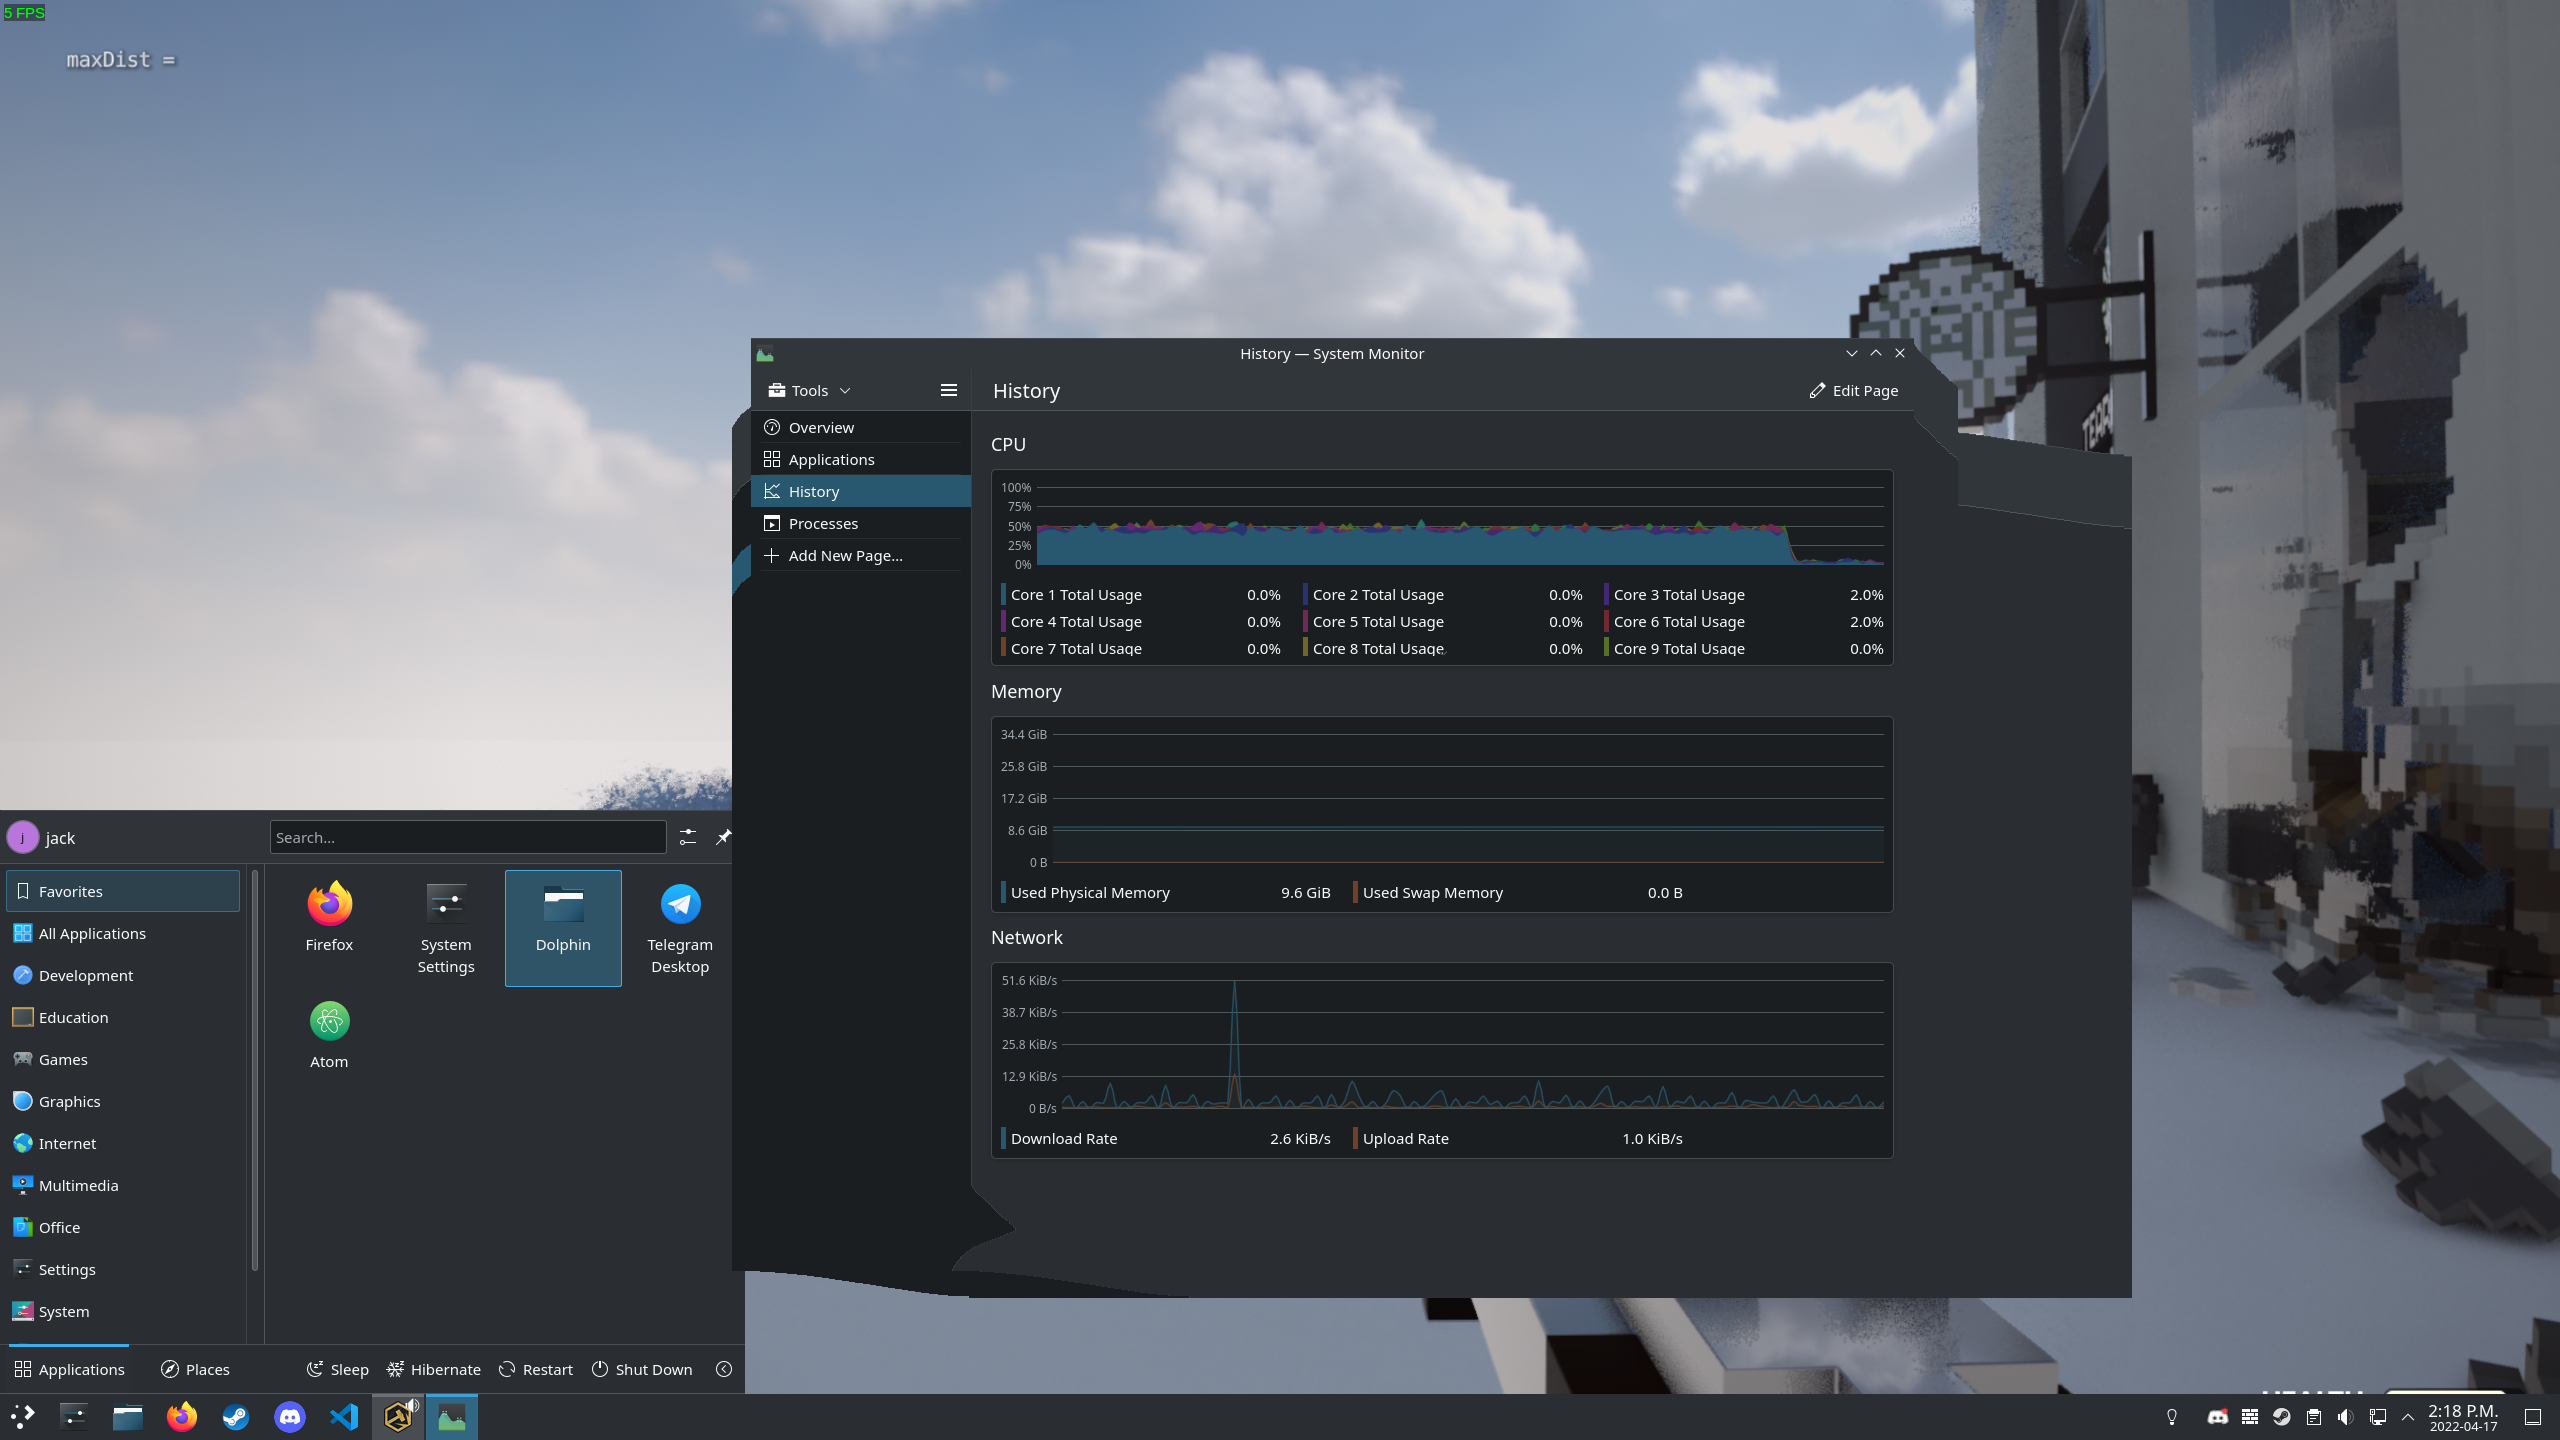 5 FPS
maxDist =
History — System Monitor
Tools
History
Edit Page
Overview
Applications
History
Processes
Add New Page...
CPU
100%
75%
50%
25%
0%
Core 1 Total Usage 0.0% Core 2 Total Usage 0.0% Core 3 Total Usage 2.0%
Core 4 Total Usage 0.0% Core 5 Total Usage 0.0% Core 6 Total Usage 2.0%
Core 7 Total Usage 0.0% Core 8 Total Usage 0.0% Core 9 Total Usage 0.0%
Memory
34.4 GiB
25.8 GiB
17.2 GiB
8.6 GiB
0 B
Used Physical Memory 9.6 GiB Used Swap Memory 0.0 B
Network
51.6 KiB/s
38.7 KiB/s
25.8 KiB/s
12.9 KiB/s
0 B/s
Download Rate 2.6 KiB/s Upload Rate 1.0 KiB/s
j jack
Search...
Favorites
All Applications
Development
Education
Games
Graphics
Internet
Multimedia
Office
Settings
System
Firefox
System
Settings
Dolphin
Telegram
Desktop
Atom
Applications Places Sleep Hibernate Restart Shut Down
2:18 P.M.
2022-04-17